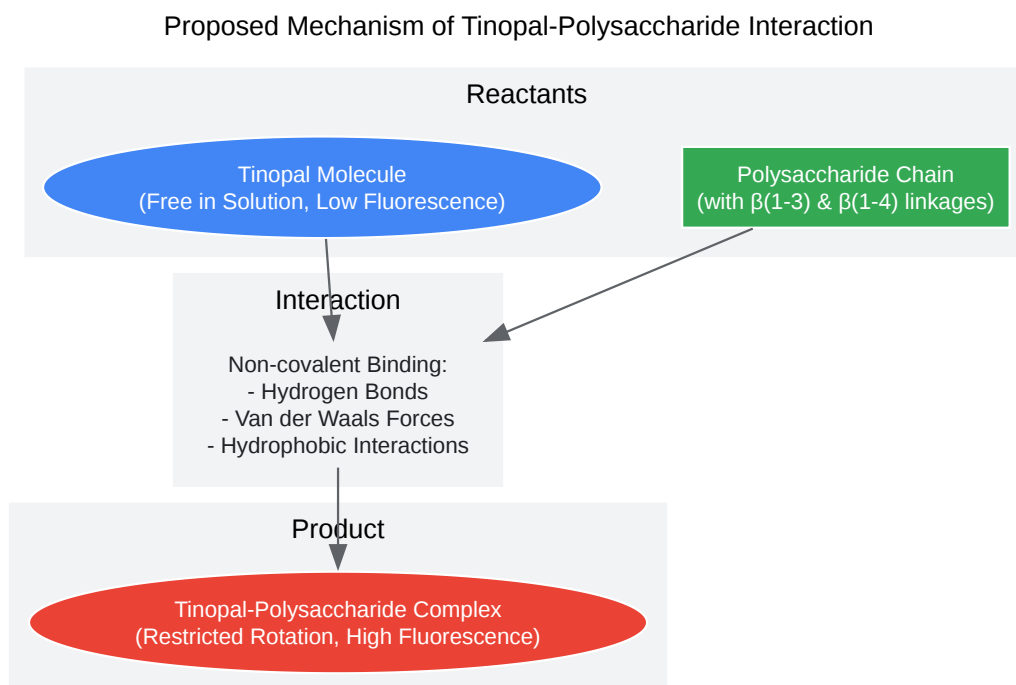 Proposed Mechanism of Tinopal-Polysaccharide Interaction
Reactants
Tinopal Molecule
(Free in Solution, Low Fluorescence)
Polysaccharide Chain
(with β(1-3) & β(1-4) linkages)
Interaction
Non-covalent Binding:
- Hydrogen Bonds
- Van der Waals Forces
- Hydrophobic Interactions
Product
Tinopal-Polysaccharide Complex
(Restricted Rotation, High Fluorescence)